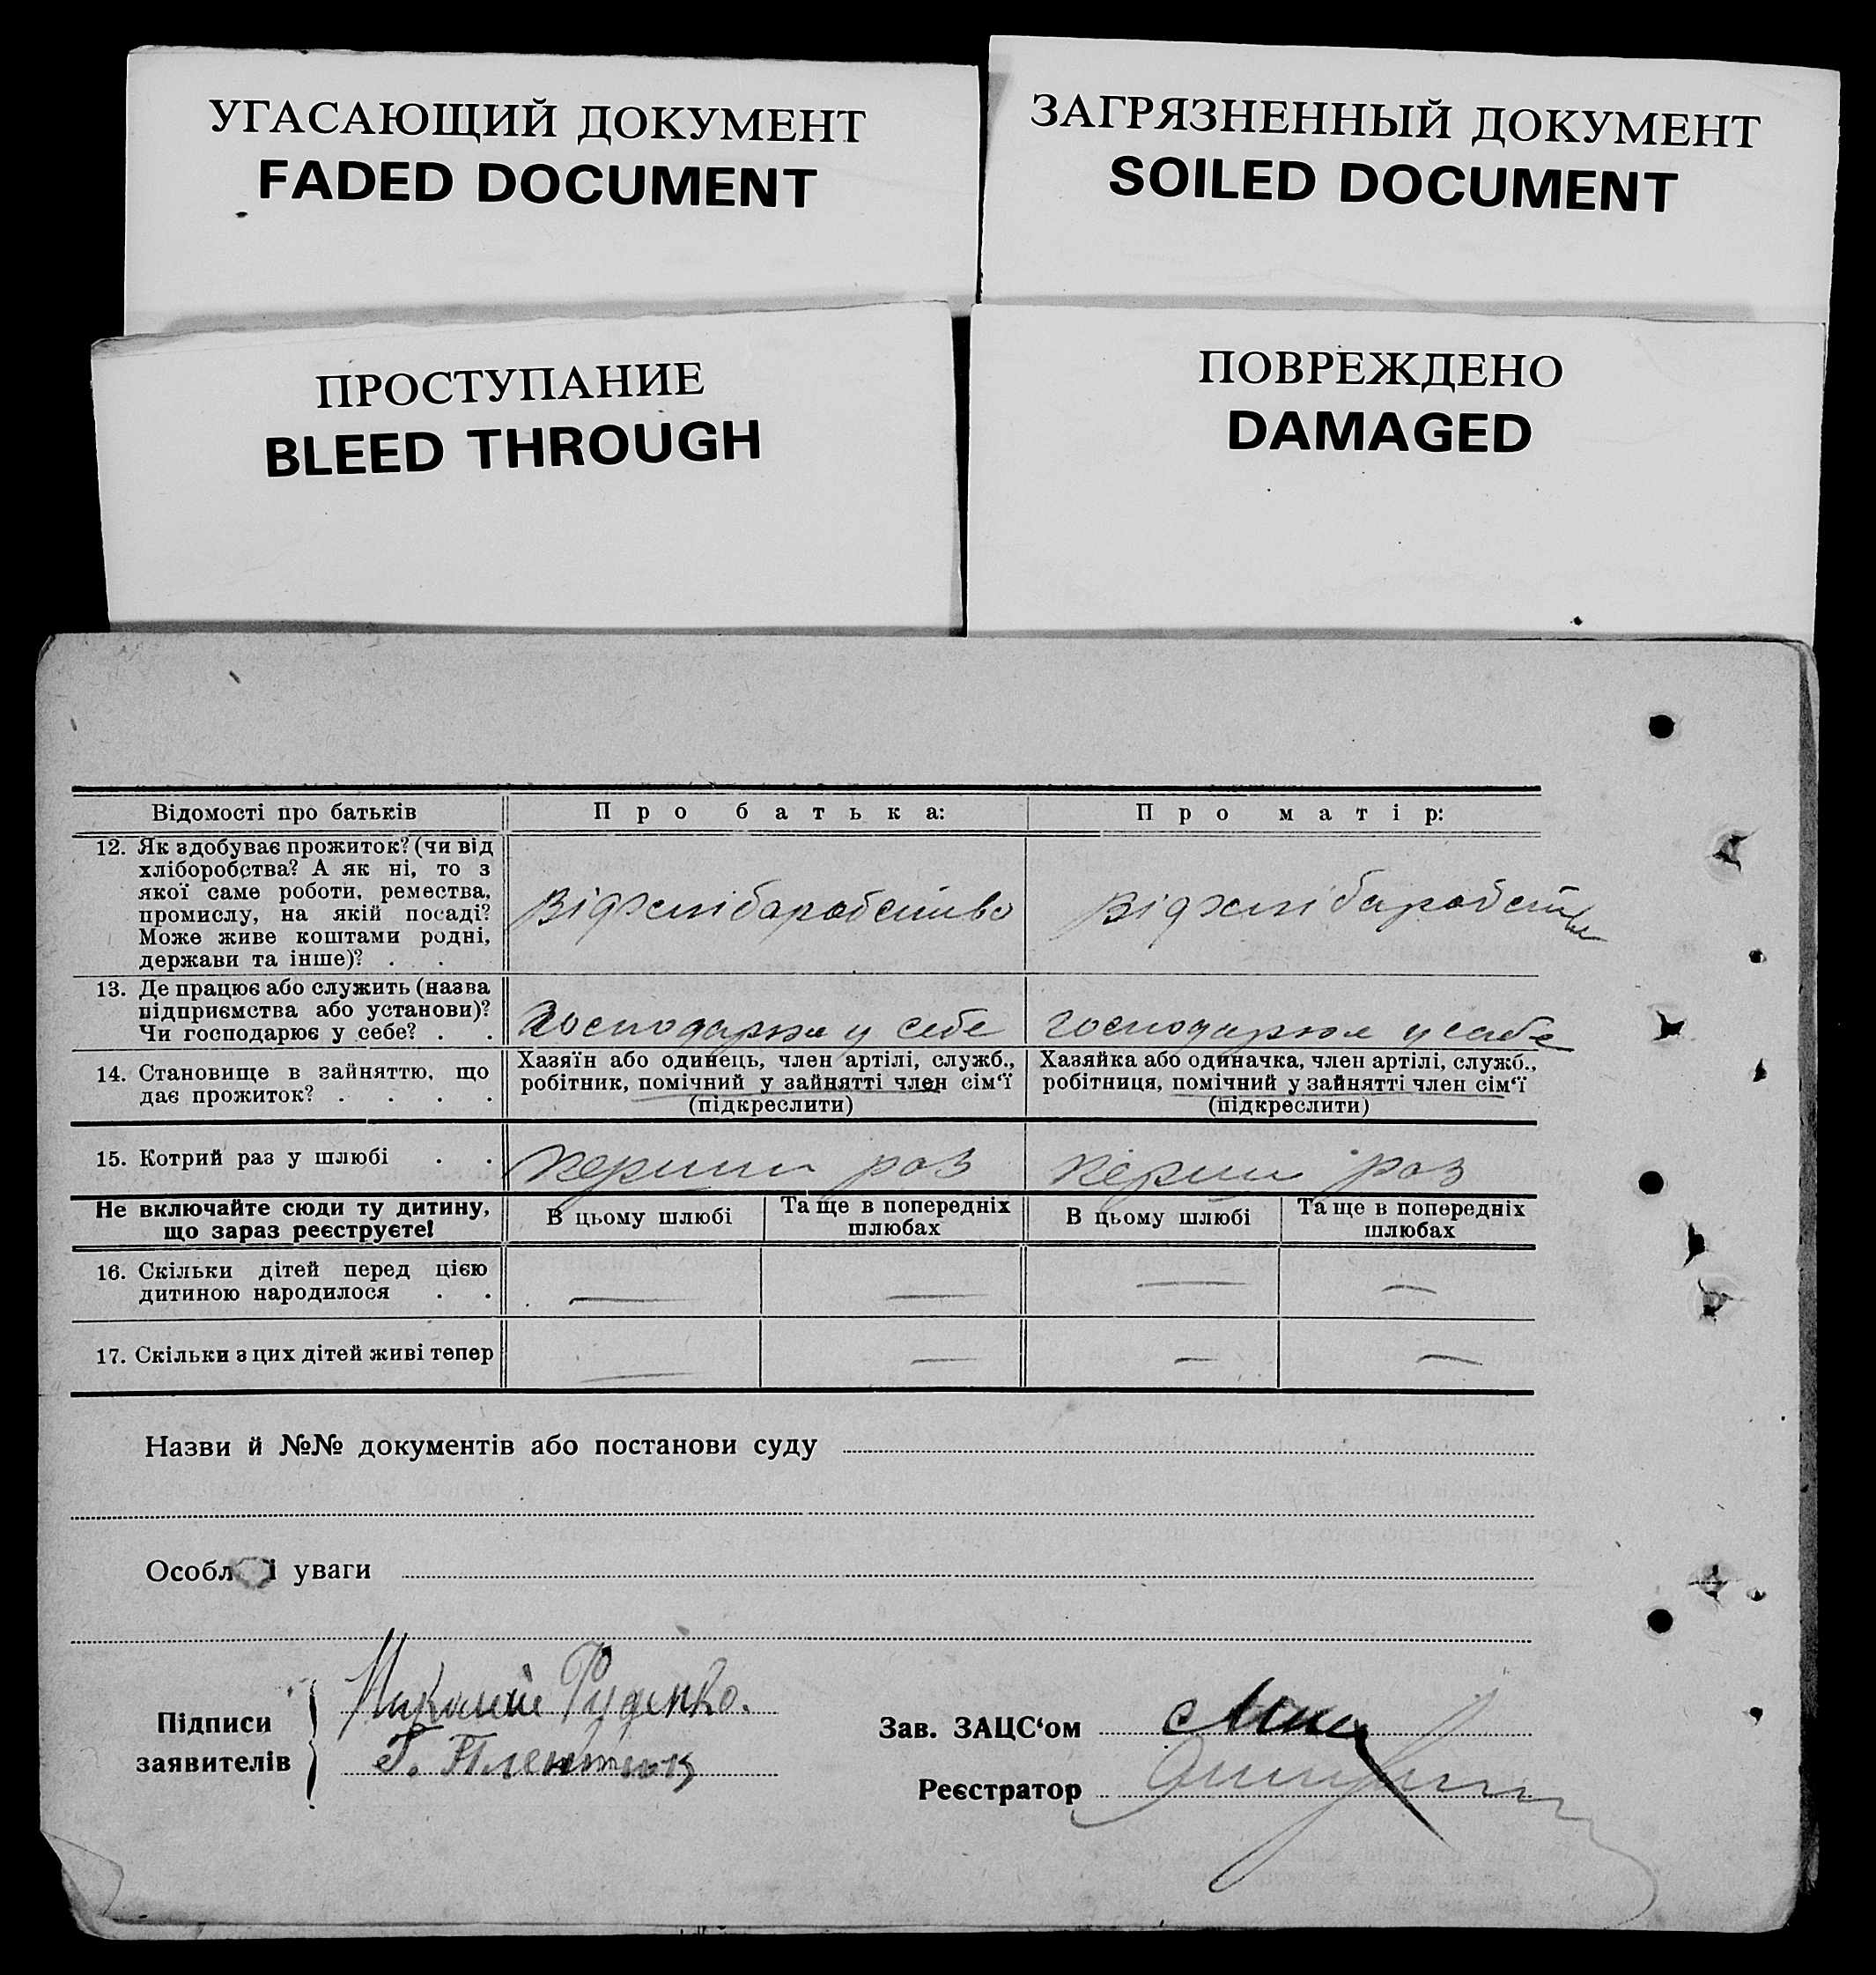 УГАСАЮЩИЙ ДОКУМЕНТ
FADED DOCUMENT
ЗАГРЯЗНЕННЫЙ ДОКУМЕНТ
SOILED DOCUMENT
ПРОСТУПАНИЕ
BLEED THROUGH
ПОВРЕЖДЕНО
DAMAGED
Відомості про батьків
Про батька:
Про матір:
12. Як здобуває прожиток? (чи від
хліборобства? А як ні, то з
якої саме роботи, ремества,
промислу, на якій посаді?
Може живе коштами родні,
держави та інше)? . .
Від хліборобство
Від хліборобств
13. Де працює або служить (назва
підприємства або установи)?
Чи господарює у себе? . .
Господарює у себе
господарює у себе
14. Становище в зайняттю, що
дає прожиток? . . . .
Хазяїн або одинець, член артілі, служб.,
робітник, помічний у зайнятті член сім‘ї
(підкреслити)
Хазяйка або одиначка, член артілі, служб.,
робітниця, помічний у зайнятті член сім‘ї
(підкреслити)
15. Котрий раз у шлюбі . .
перший раз
перший раз
Не включайте сюди ту дитину,
що зараз реєструєте!
В цьому шлюбі
Та ще в попередніх
шлюбах
В цьому шлюбі
Та ще в попередніх
шлюбах
16. Скільки дітей перед цією
дитиною народилося . .
— — — —
17. Скільки з цих дітей живі тепер
— — — —
Назви й №№ документів або постанови суду
Особл і уваги
Підписи
заявителів
Руденко.
Г.
Зав. ЗАЦС‘ом
Реєстратор